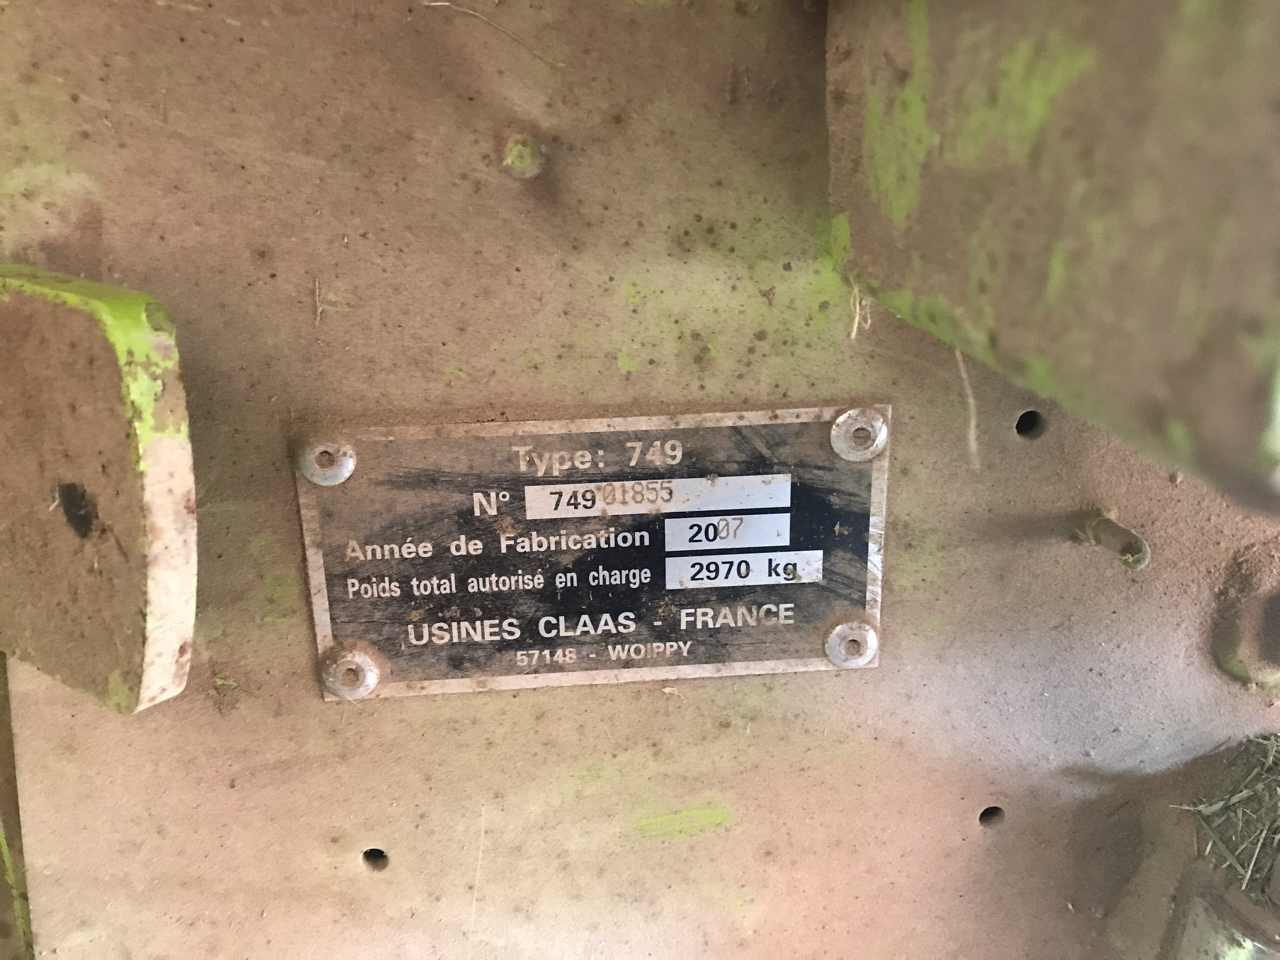 Type: 749
N° 74901855
Année de Fabrication 2007
Poids total autorisé en charge 2970 kg
USINES CLAAS - FRANCE
57148 - WOIPPY